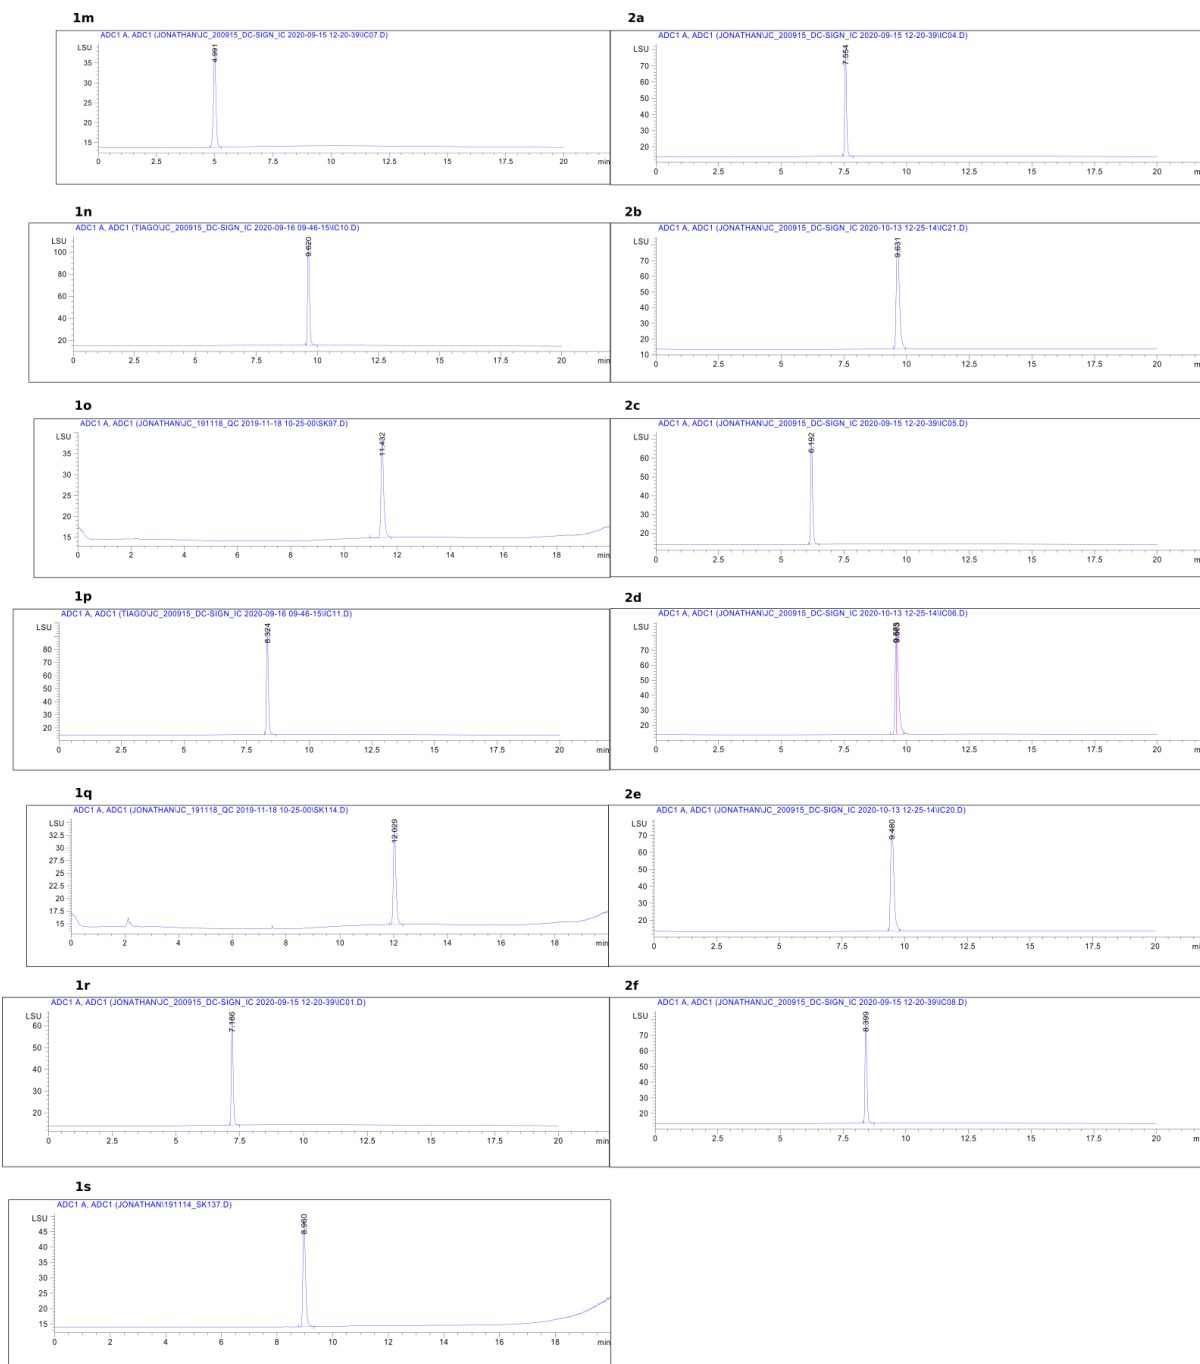 1m
ADC1 A, ADC1 (JONATHAN\JC_200915_DC-SIGN_IC 2020-09-15 12-20-39\IC07.D)
LSU
35
30
25
20
15
4.991
0 2.5 5 7.5 10 12.5 15 17.5 20 min
2a
ADC1 A, ADC1 (JONATHAN\JC_200915_DC-SIGN_IC 2020-09-15 12-20-39\IC04.D)
LSU
70
60
50
40
30
20
7.554
0 2.5 5 7.5 10 12.5 15 17.5 20 m
1n
ADC1 A, ADC1 (TIAGO\JC_200915_DC-SIGN_IC 2020-09-16 09-46-15\IC10.D)
LSU
100
80
60
40
20
9.620
0 2.5 5 7.5 10 12.5 15 17.5 20 min
2b
ADC1 A, ADC1 (JONATHAN\JC_200915_DC-SIGN_IC 2020-10-13 12-25-14\IC21.D)
LSU
70
60
50
40
30
20
10
9.631
0 2.5 5 7.5 10 12.5 15 17.5 20 m
1o
ADC1 A, ADC1 (JONATHAN\JC_191118_QC 2019-11-18 10-25-00\SK97.D)
LSU
35
30
25
20
15
11.432
0 2 4 6 8 10 12 14 16 18 min
2c
ADC1 A, ADC1 (JONATHAN\JC_200915_DC-SIGN_IC 2020-09-15 12-20-39\IC05.D)
LSU
60
50
40
30
20
6.192
0 2.5 5 7.5 10 12.5 15 17.5 20 m
1p
ADC1 A, ADC1 (TIAGO\JC_200915_DC-SIGN_IC 2020-09-16 09-46-15\IC11.D)
LSU
80
70
60
50
40
30
20
8.324
0 2.5 5 7.5 10 12.5 15 17.5 20 min
2d
ADC1 A, ADC1 (JONATHAN\JC_200915_DC-SIGN_IC 2020-10-13 12-25-14\IC06.D)
LSU
70
60
50
40
30
20
0 2.5 5 7.5 10 12.5 15 17.5 20 m
1q
ADC1 A, ADC1 (JONATHAN\JC_191118_QC 2019-11-18 10-25-00\SK114.D)
LSU
32.5
30
27.5
25
22.5
20
17.5
15
12.029
0 2 4 6 8 10 12 14 16 18 min
2e
ADC1 A, ADC1 (JONATHAN\JC_200915_DC-SIGN_IC 2020-10-13 12-25-14\IC20.D)
LSU
70
60
50
40
30
20
9.480
0 2.5 5 7.5 10 12.5 15 17.5 20 mi
1r
ADC1 A, ADC1 (JONATHAN\JC_200915_DC-SIGN_IC 2020-09-15 12-20-39\IC01.D)
LSU
60
50
40
30
20
7.186
0 2.5 5 7.5 10 12.5 15 17.5 20 min
2f
ADC1 A, ADC1 (JONATHAN\JC_200915_DC-SIGN_IC 2020-09-15 12-20-39\IC08.D)
LSU
70
60
50
40
30
20
8.399
0 2.5 5 7.5 10 12.5 15 17.5 20 m
1s
ADC1 A, ADC1 (JONATHAN\191114_SK137.D)
LSU
45
40
35
30
25
20
15
8.960
0 2 4 6 8 10 12 14 16 18 min